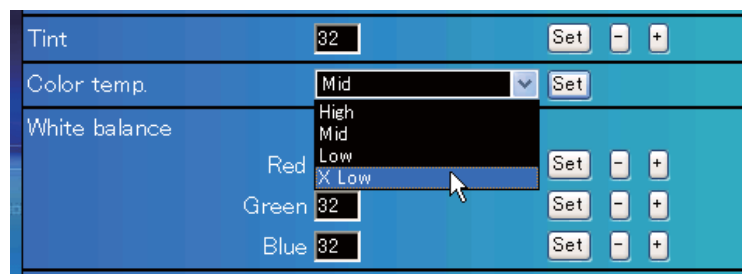 Tint 32 Set - +
Color temp. Mid Set
High
White balance
Mid
Low
Red Set - +
X Low
Green 32 Set - +
Blue 32 Set - +